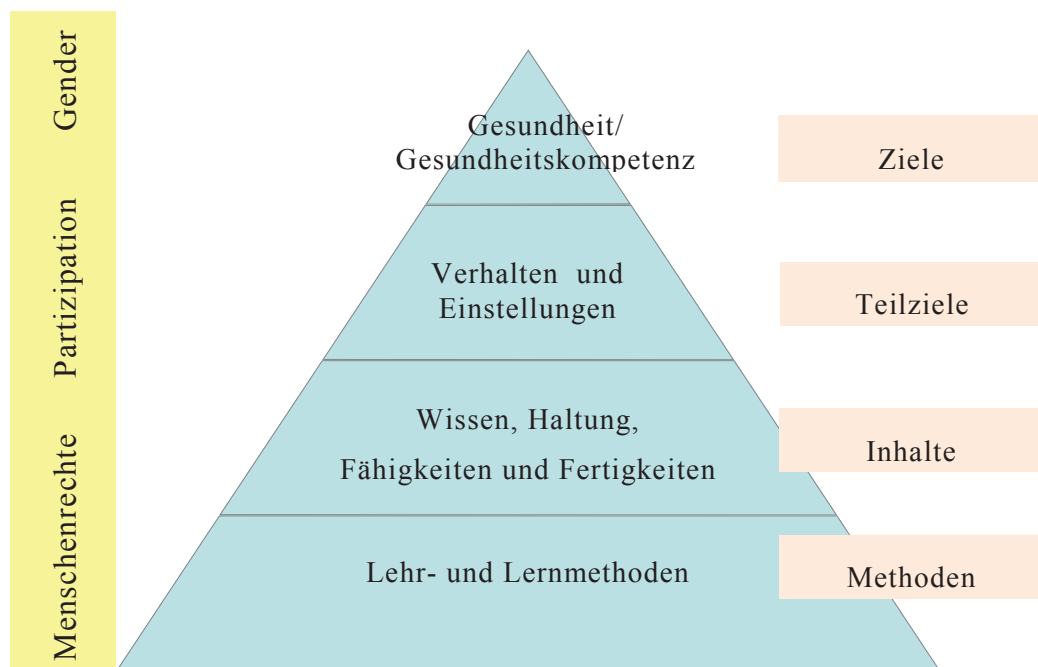 Gender
Partizipation
Menschenrechte
Gesundheit/
Gesundheitskompetenz
Ziele
Verhalten und
Einstellungen
Teilziele
Wissen, Haltung,
Fähigkeiten und Fertigkeiten
Inhalte
Lehr- und Lernmethoden
Methoden